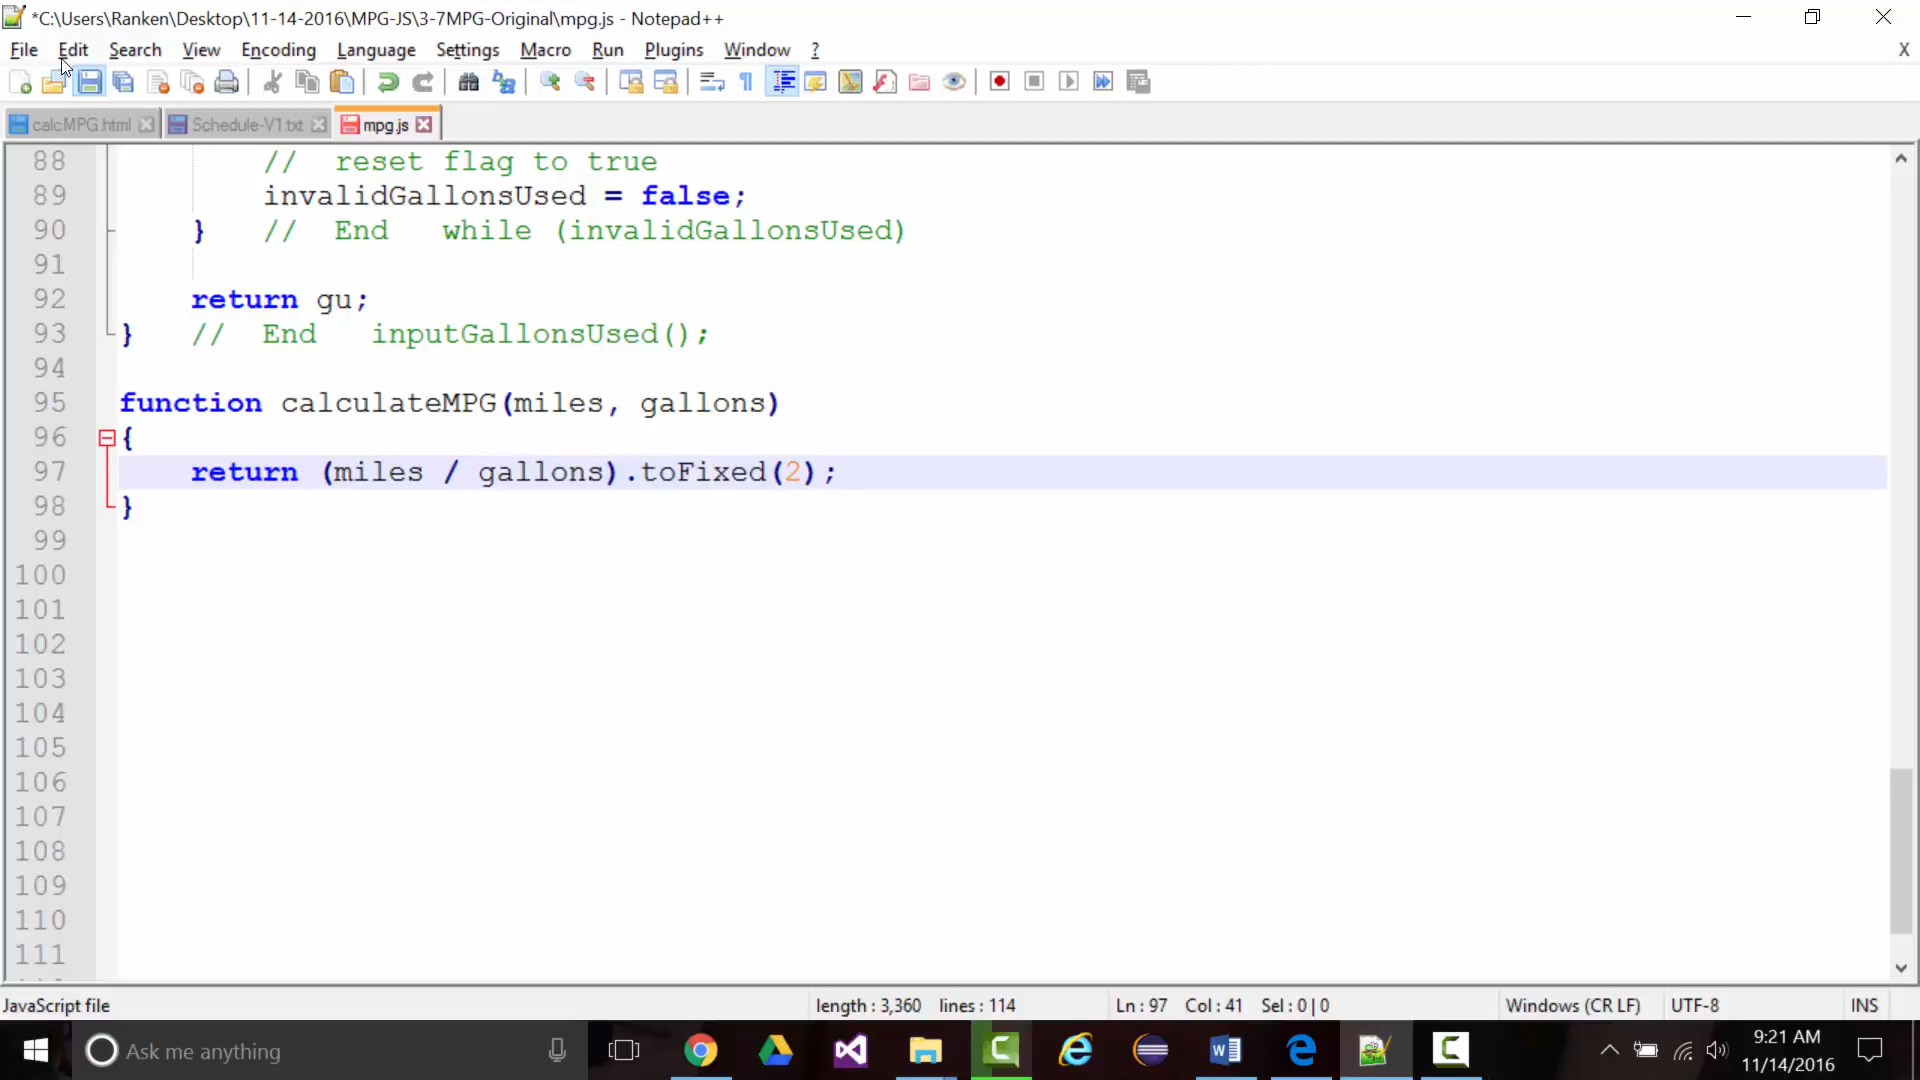 *C:\Users\Ranken\Desktop\11-14-2016\MPG-JS\3-7MPG-Original\mpg.js - Notepad++
File Edit Search View Encoding Language Settings Macro Run Plugins Window ? X
calcMPG.html Schedule-V1.txt mpg.js
88 // reset flag to true
89 invalidGallonsUsed = false;
90 } // End while (invalidGallonsUsed)
91
92 return gu;
93 } // End inputGallonsUsed();
94
95 function calculateMPG(miles, gallons)
96 {
97 return (miles / gallons).toFixed(2);
98 }
99
100
101
102
103
104
105
106
107
108
109
110
111
JavaScript file length : 3,360 lines : 114 Ln : 97 Col : 41 Sel : 0 | 0 Windows (CR LF) UTF-8 INS
Ask me anything
9:21 AM
11/14/2016